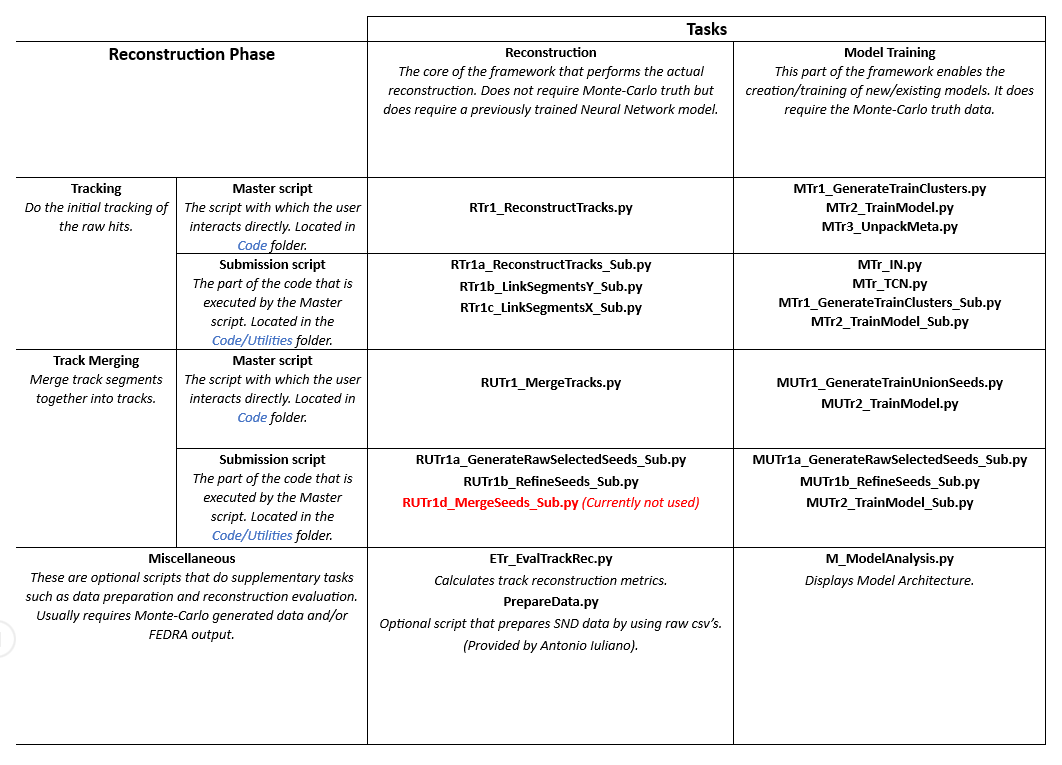 Tasks
Reconstruction Phase
Reconstruction
The core of the framework that performs the actual
reconstruction. Does not require Monte-Carlo truth but
does require a previously trained Neural Network model.
Model Training
This part of the framework enables the
creation/training of new/existing models. It does
require the Monte-Carlo truth data.
Tracking
Do the initial tracking of
the raw hits.
Master script
The script with which the user
interacts directly. Located in
Code folder.
RTr1_ReconstructTracks.py
MTr1_GenerateTrainClusters.py
MTr2_TrainModel.py
MTr3_UnpackMeta.py
Submission script
The part of the code that is
executed by the Master
script. Located in the
Code/Utilities folder.
RTr1a_ReconstructTracks_Sub.py
RTr1b_LinkSegmentsY_Sub.py
RTr1c_LinkSegmentsX_Sub.py
MTr_IN.py
MTr_TCN.py
MTr1_GenerateTrainClusters_Sub.py
MTr2_TrainModel_Sub.py
Track Merging
Merge track segments
together into tracks.
Master script
The script with which the user
interacts directly. Located in
Code folder.
RUTr1_MergeTracks.py
MUTr1_GenerateTrainUnionSeeds.py
MUTr2_TrainModel.py
Submission script
The part of the code that is
executed by the Master
script. Located in the
Code/Utilities folder.
RUTr1a_GenerateRawSelectedSeeds_Sub.py
RUTr1b_RefineSeeds_Sub.py
RUTr1d_MergeSeeds_Sub.py (Currently not used)
MUTr1a_GenerateRawSelectedSeeds_Sub.py
MUTr1b_RefineSeeds_Sub.py
MUTr2_TrainModel_Sub.py
Miscellaneous
These are optional scripts that do supplementary tasks
such as data preparation and reconstruction evaluation.
Usually requires Monte-Carlo generated data and/or
FEDRA output.
ETr_EvalTrackRec.py
Calculates track reconstruction metrics.
PrepareData.py
Optional script that prepares SND data by using raw csv's.
(Provided by Antonio Iuliano).
M_ModelAnalysis.py
Displays Model Architecture.